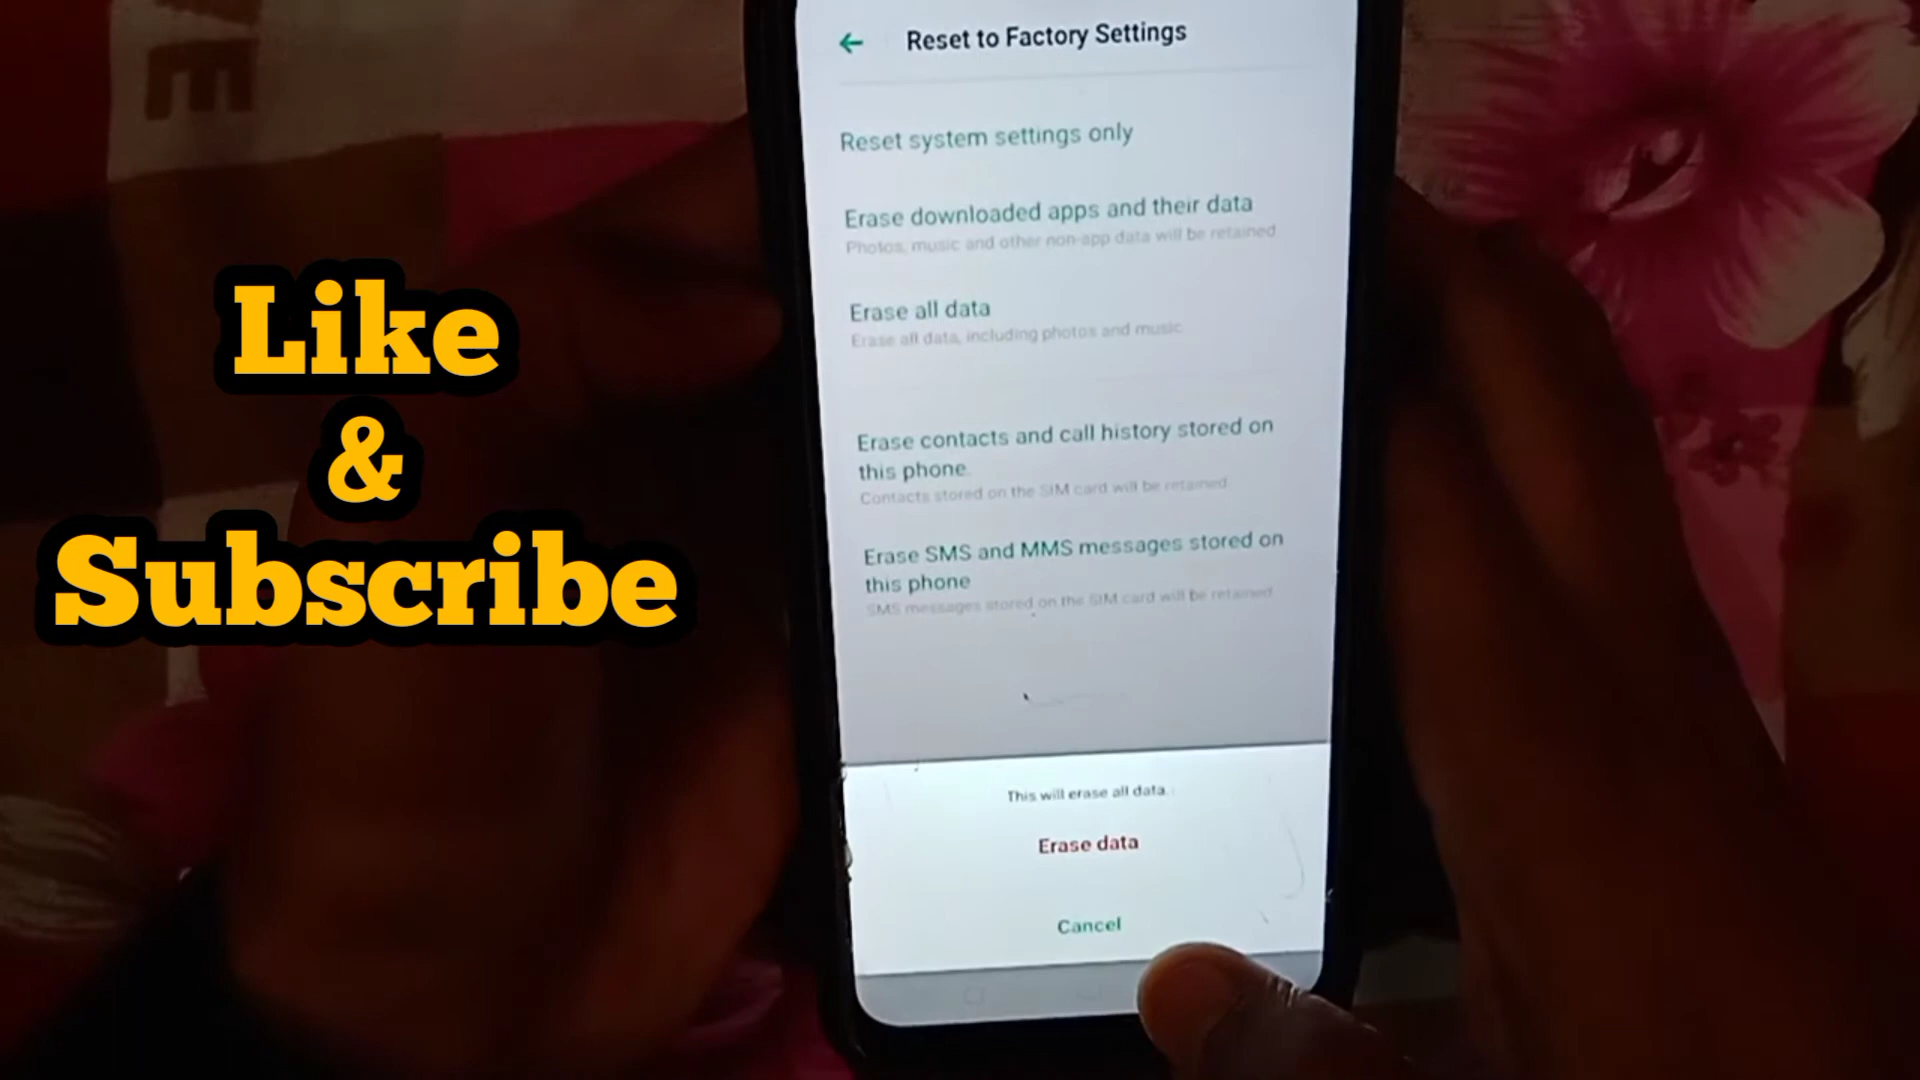 Like
&
Subscribe
Reset to Factory Settings
Reset system settings only
Erase downloaded apps and their data
Photos, music and other non-app data will be retained
Erase all data
Erase all data, including photos and music
Erase contacts and call history stored on
this phone
Contacts stored on the SIM card will be retained
Erase SMS and MMS messages stored on
this phone
SMS messages stored on the SIM card will be retained
This will erase all data.
Erase data
Cancel